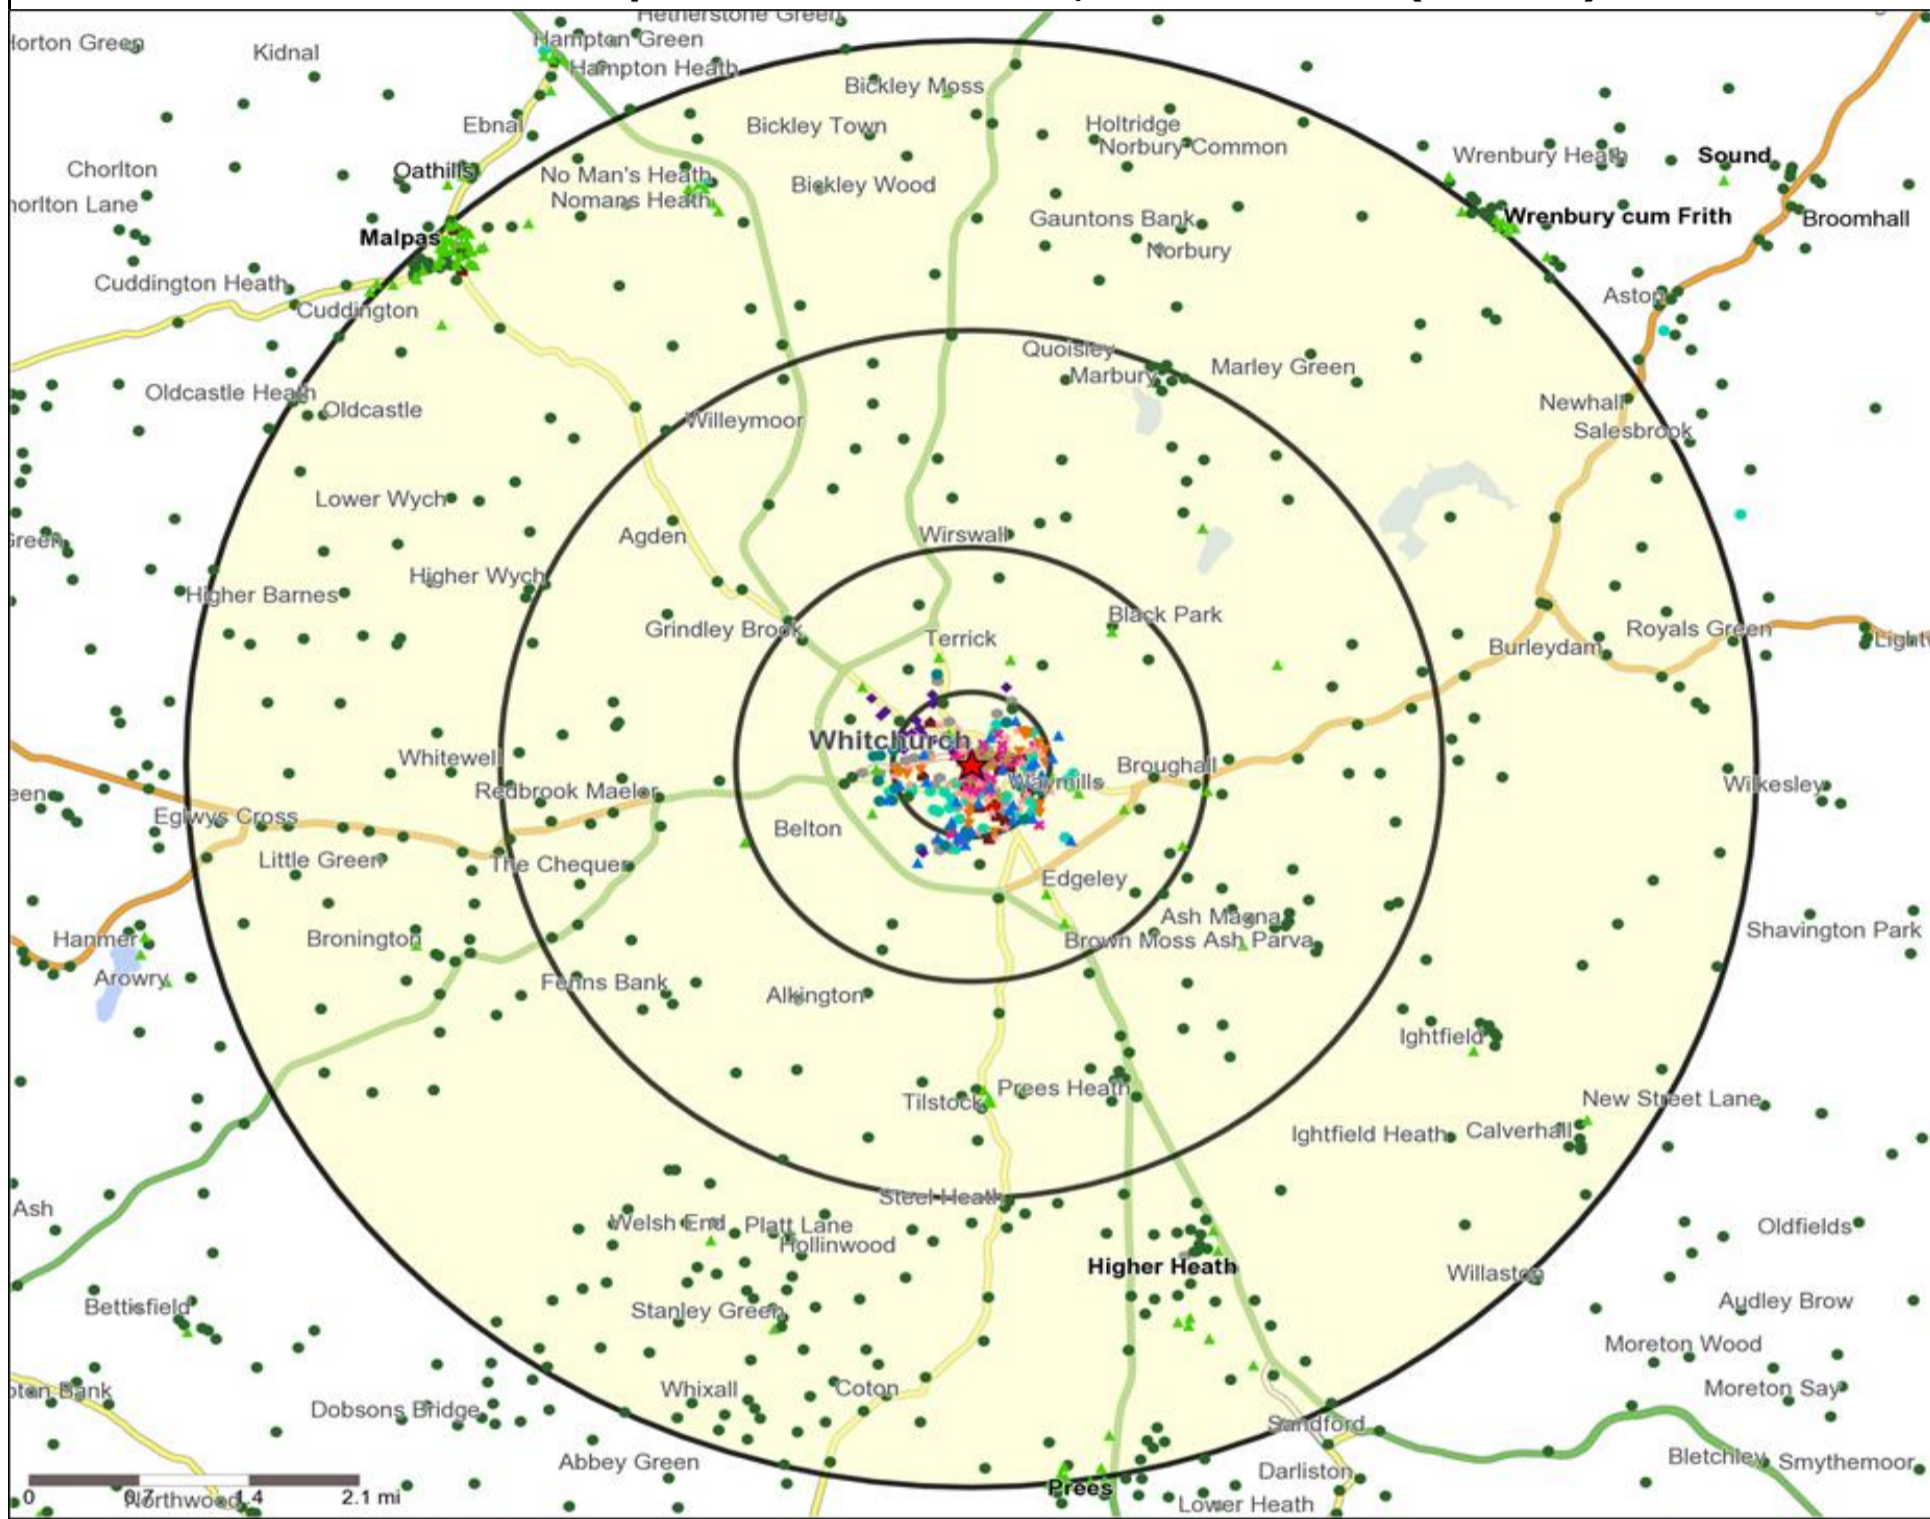 Hetherstone Green
Horton Green
Kidnal
Hampton Green
Hampton Heath
Bickley Moss
Ebnal
Bickley Town
Holtridge
Norbury Common
Wrenbury Heath
Sound
Chorlton
Oathills
No Man's Heath
Bickley Wood
Nomans Heath
Gauntons Bank
Wrenbury cum Frith
Broomhall
Malpas
Norbury
Cuddington Heath
Aston
Cuddington
Quoisley
Marbury
Marley Green
Oldcastle Heath
Oldcastle
Willeymoor
Newhall
Salesbrook
Lower Wych
Agden
Wirswall
Green
Higher Wych
Higher Barnes
Black Park
Grindley Brook
Terrick
Burleydam
Royals Green
Whitchurch
Whitewell
Broughall
Waymills
Redbrook Maelor
Wilkesley
Eglwys Cross
Belton
Little Green
The Chequer
Edgeley
Ash Magna
Shavington Park
Hanmer
Bronington
Brown Moss
Ash Parva
Arowry
Fenns Bank
Alkington
Ightfield
Tilstock
Prees Heath
New Street Lane
Ightfield Heath
Calverhall
Steel Heath
Ash
Welsh End
Platt Lane
Hollinwood
Oldfields
Higher Heath
Willaston
Bettisfield
Stanley Green
Audley Brow
Moreton Wood
Whixall
Coton
Moreton Say
Dobsons Bridge
Sandford
Abbey Green
Darliston
Bletchley
Smythemoor
Prees
Lower Heath
Northwood
0 0.7 1.4 2.1 mi